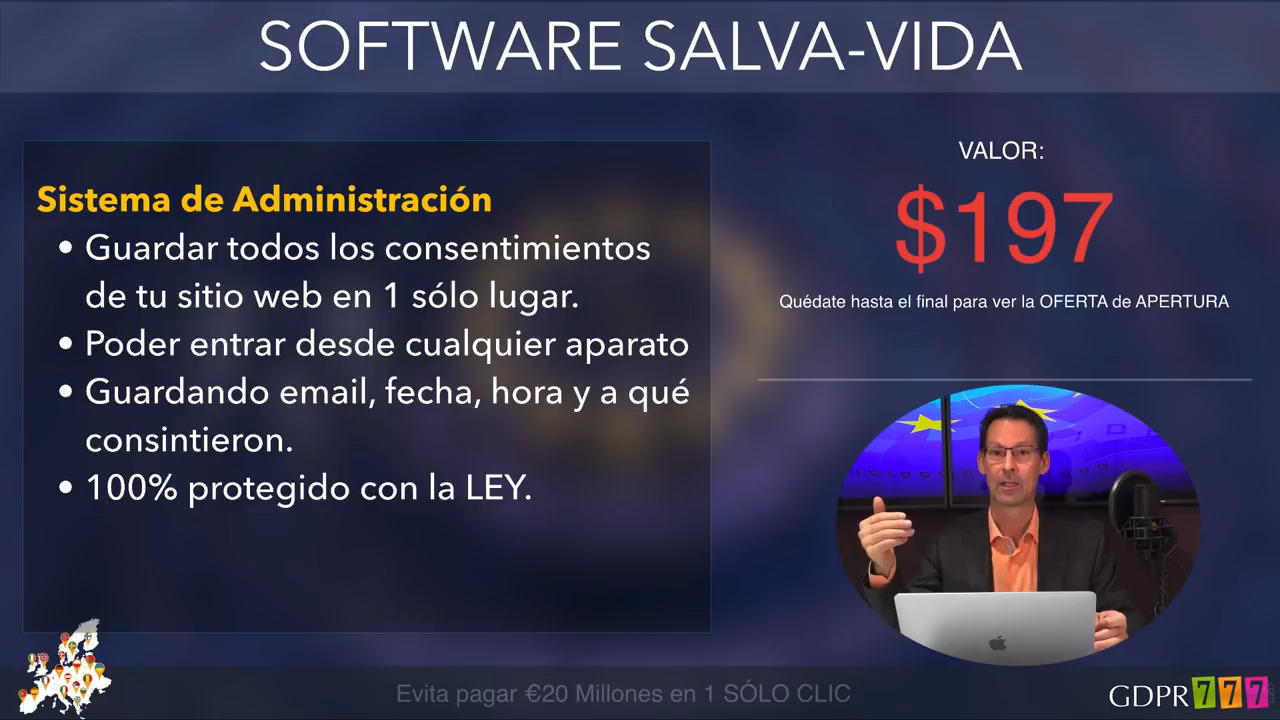 SOFTWARE SALVA-VIDA
Sistema de Administración
• Guardar todos los consentimientos
de tu sitio web en 1 sólo lugar.
• Poder entrar desde cualquier aparato
• Guardando email, fecha, hora y a qué
consintieron.
• 100% protegido con la LEY.
VALOR:
$197
Quédate hasta el final para ver la OFERTA de APERTURA
Evita pagar €20 Millones en 1 SÓLO CLIC
GDPR777